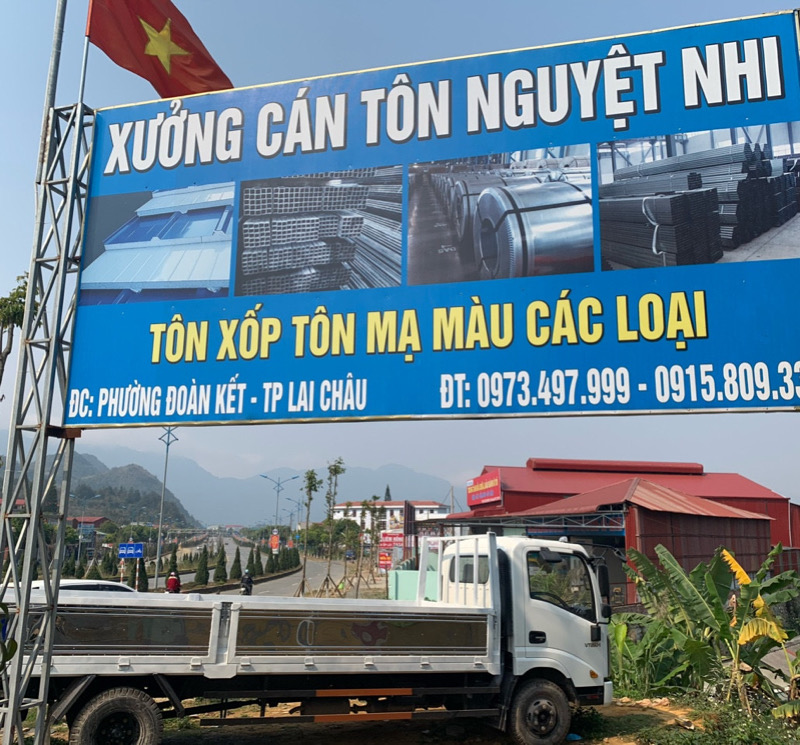 XƯỞNG CÁN TÔN NGUYỆT NHI
TÔN XỐP TÔN MẠ MÀU CÁC LOẠI
ĐC: PHƯỜNG ĐOÀN KẾT - TP LAI CHÂU
ĐT: 0973.497.999 - 0915.809.33